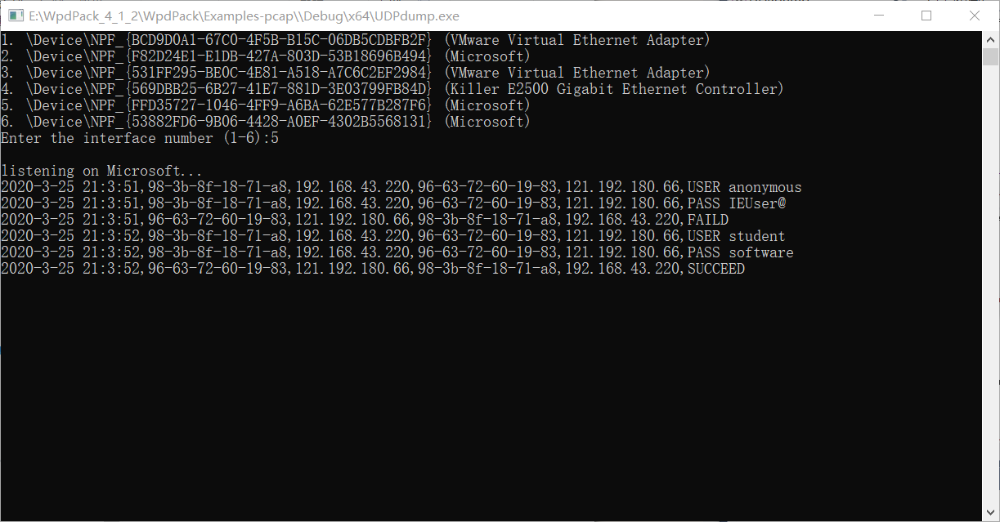 E:\WpdPack_4_1_2\WpdPack\Examples-pcap\\Debug\x64\UDPdump.exe
1. \Device\NPF_{BCD9D0A1-67C0-4F5B-B15C-06DB5CDBFB2F} (VMware Virtual Ethernet Adapter)
2. \Device\NPF_{F82D24E1-E1DB-427A-803D-53B18696B494} (Microsoft)
3. \Device\NPF_{531FF295-BE0C-4E81-A518-A7C6C2EF2984} (VMware Virtual Ethernet Adapter)
4. \Device\NPF_{569DBB25-6B27-41E7-881D-3E03799FB84D} (Killer E2500 Gigabit Ethernet Controller)
5. \Device\NPF_{FFD35727-1046-4FF9-A6BA-62E577B287F6} (Microsoft)
6. \Device\NPF_{53882FD6-9B06-4428-A0EF-4302B5568131} (Microsoft)
Enter the interface number (1-6):5
listening on Microsoft...
2020-3-25 21:3:51,98-3b-8f-18-71-a8,192.168.43.220,96-63-72-60-19-83,121.192.180.66,USER anonymous
2020-3-25 21:3:51,98-3b-8f-18-71-a8,192.168.43.220,96-63-72-60-19-83,121.192.180.66,PASS IEUser@
2020-3-25 21:3:51,96-63-72-60-19-83,121.192.180.66,98-3b-8f-18-71-a8,192.168.43.220,FAILD
2020-3-25 21:3:52,98-3b-8f-18-71-a8,192.168.43.220,96-63-72-60-19-83,121.192.180.66,USER student
2020-3-25 21:3:52,98-3b-8f-18-71-a8,192.168.43.220,96-63-72-60-19-83,121.192.180.66,PASS software
2020-3-25 21:3:52,96-63-72-60-19-83,121.192.180.66,98-3b-8f-18-71-a8,192.168.43.220,SUCCEED